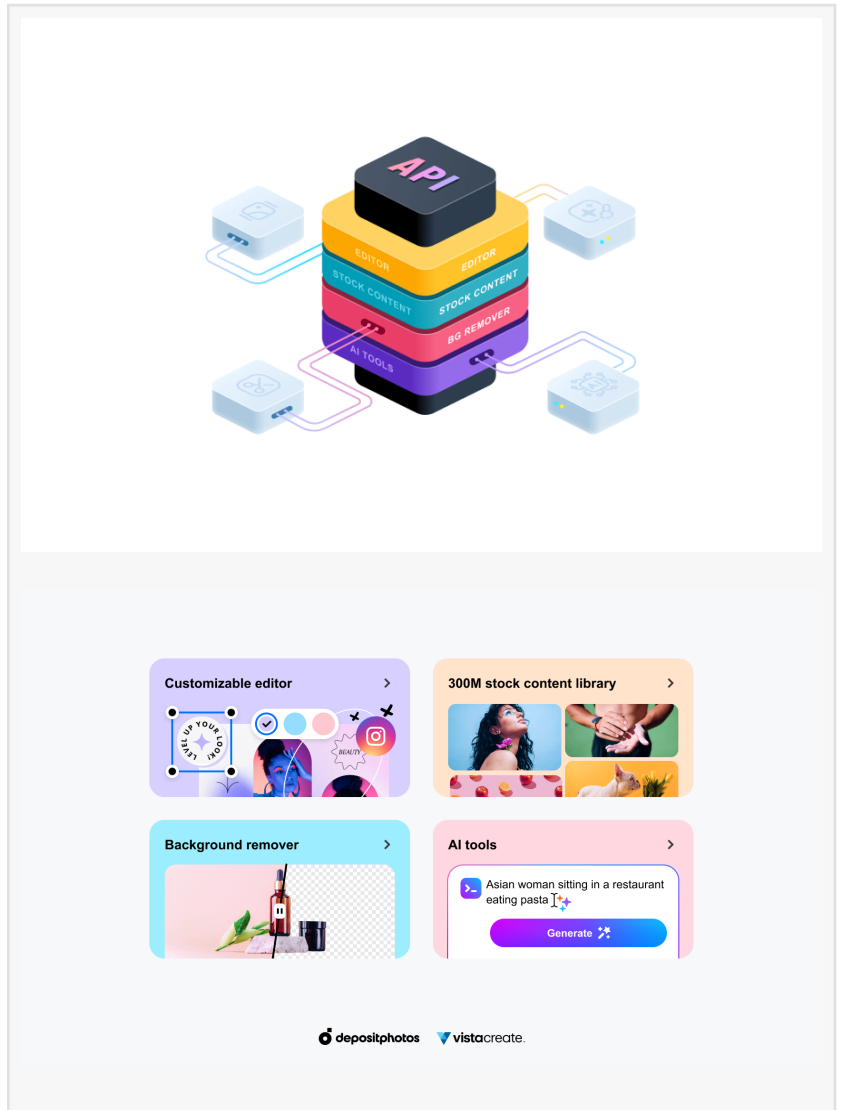 API
EDITOR
EDITOR
STOCK CONTENT
STOCK CONTENT
BG REMOVER
AI TOOLS
AI
Customizable editor
300M stock content library
LEVEL UP YOUR LOOK!
BEAUTY
Background remover
AI tools
Asian woman sitting in a restaurant
eating pasta
Generate
depositphotos
vistacreate.